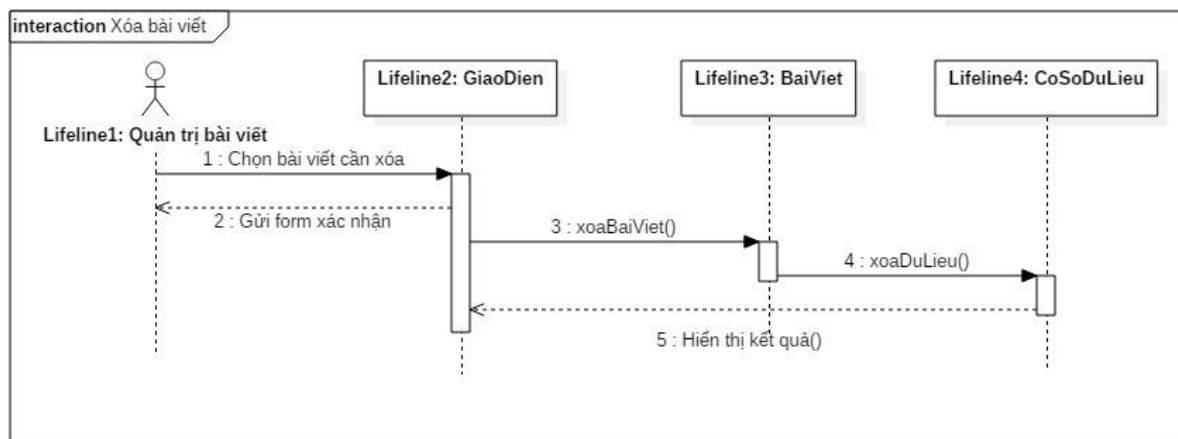 interaction Xóa bài viết
Lifeline2: GiaoDien
Lifeline3: BaiViet
Lifeline4: CoSoDuLieu
Lifeline1: Quản trị bài viết
1 : Chọn bài viết cần xóa
2 : Gửi form xác nhận
3 : xoaBaiViet()
4 : xoaDuLieu()
5 : Hiển thị kết quả()